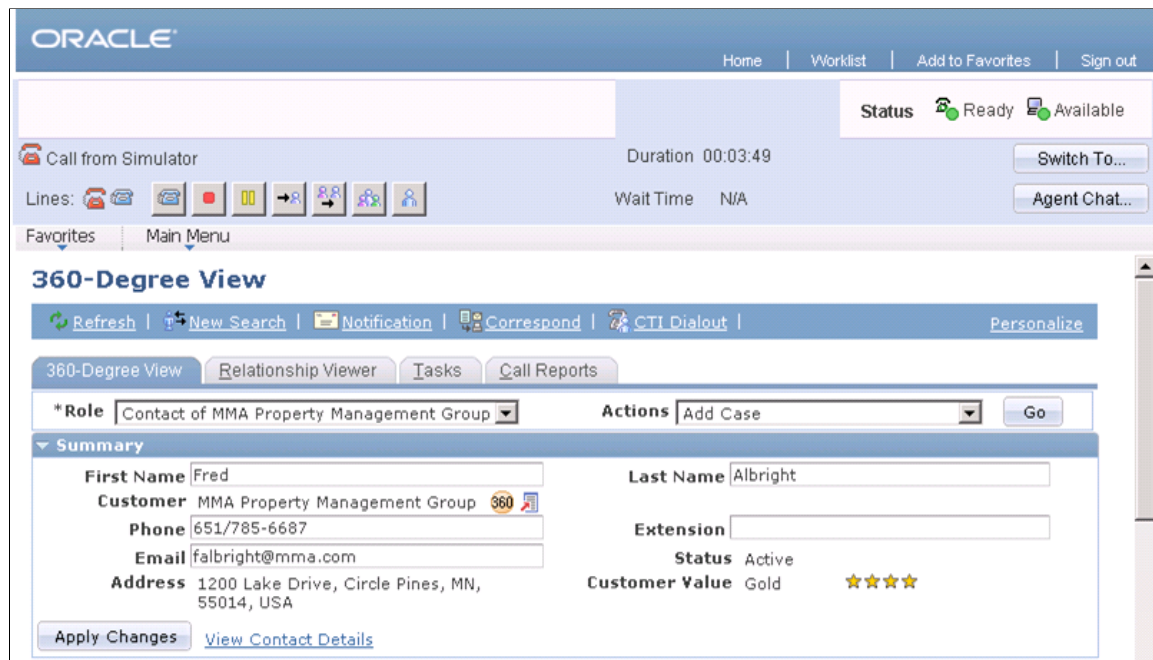 ORACLE
Home | Worklist | Add to Favorites | Sign out
Status Ready Available
Call from Simulator Duration 00:03:49 Switch To...
Lines: Wait Time N/A Agent Chat...
Favorites Main Menu
360-Degree View
Refresh | New Search | Notification | Correspond | CTI Dialout | Personalize
360-Degree View Relationship Viewer Tasks Call Reports
*Role Contact of MMA Property Management Group Actions Add Case Go
Summary
First Name Fred Last Name Albright
Customer MMA Property Management Group 360
Phone 651/785-6687 Extension
Email falbright@mma.com Status Active
Address 1200 Lake Drive, Circle Pines, MN, Customer Value Gold
55014, USA
Apply Changes View Contact Details